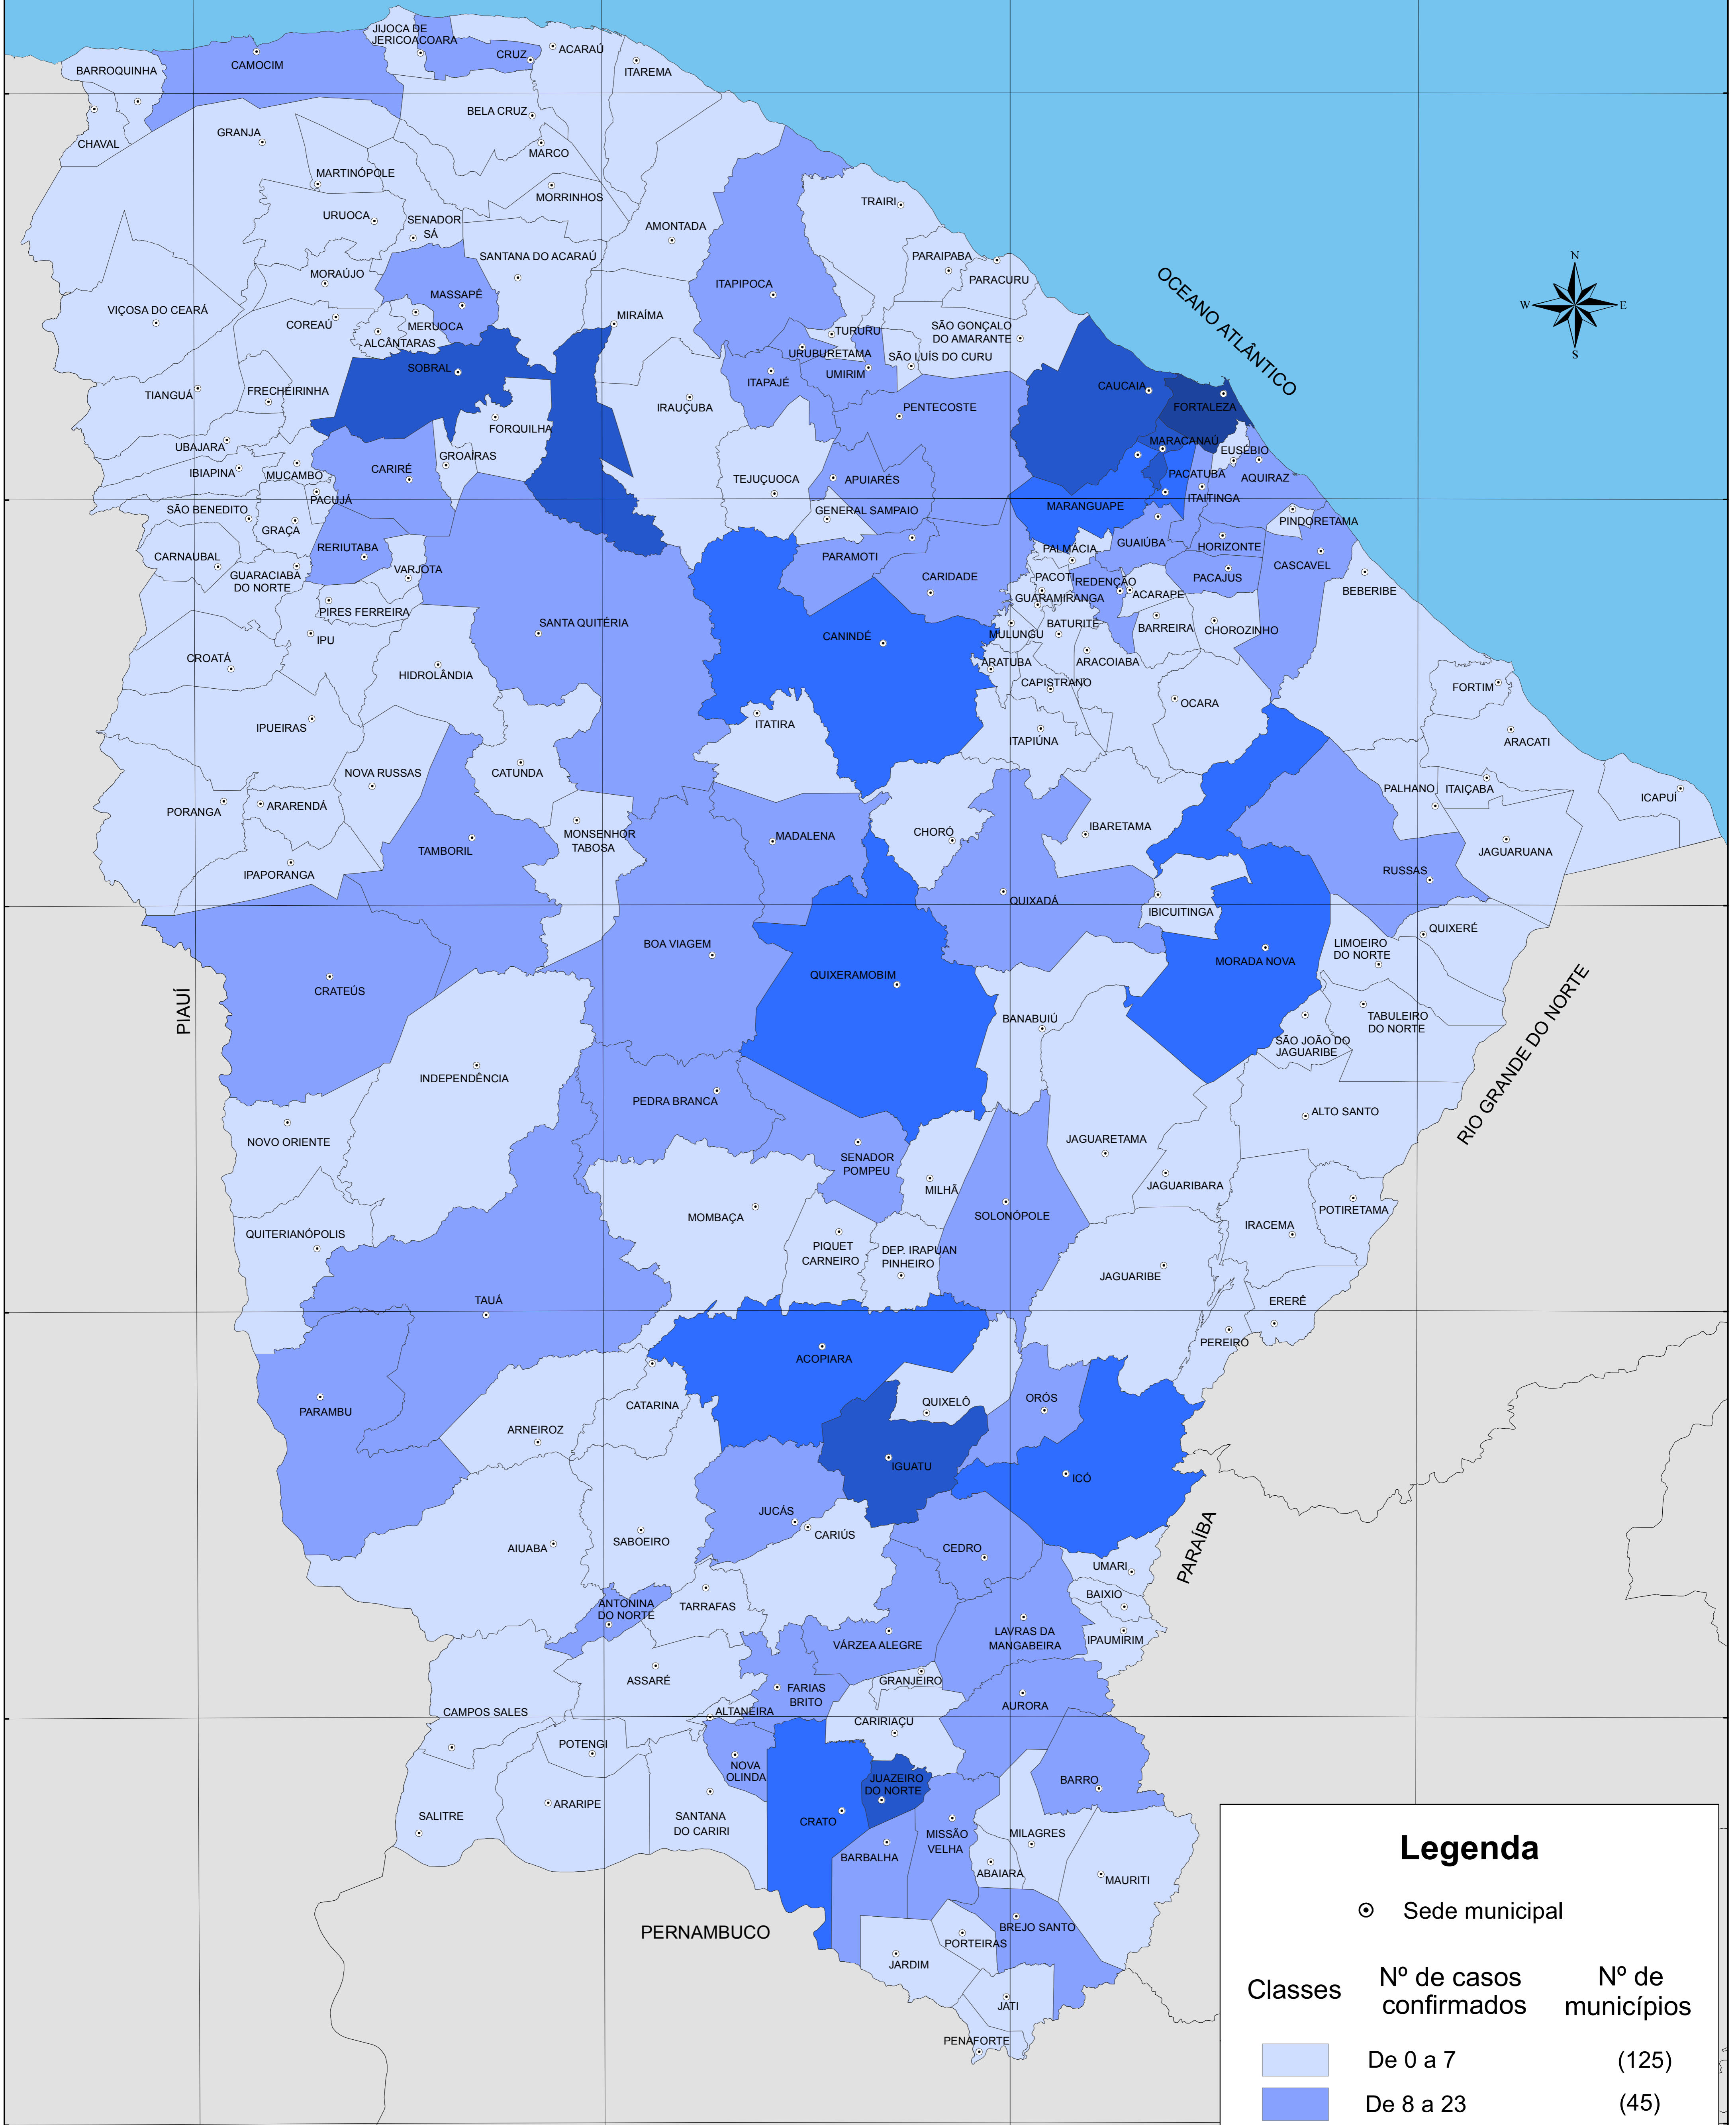 JIJOCA DE
JERICOACOARA
CRUZ
ACARAÚ
ITAREMA
CAMOCIM
BARROQUINHA
CHAVAL
GRANJA
BELA CRUZ
MARCO
MARTINÓPOLE
MORRINHOS
URUOCA
SENADOR
SÁ
AMONTADA
TRAIRI
SANTANA DO ACARAÚ
PARAIPABA
PARACURU
MORAÚJO
MASSAPÊ
ITAPIPOCA
OCEANO ATLÂNTICO
N
W
E
S
VIÇOSA DO CEARÁ
COREAÚ
MERUOCA
MIRAÍMA
ALCÂNTARAS
TURURU
SÃO GONÇALO
DO AMARANTE
URUBURETAMA
SÃO LUÍS DO CURU
SOBRAL
UMIRIM
ITAPAJÉ
CAUCAIA
TIANGUÁ
FRECHEIRINHA
IRAUÇUBA
PENTECOSTE
FORTALEZA
FORQUILHA
UBAJARA
MARACANAÚ
EUSÉBIO
GROAÍRAS
IBIAPINA
MUCAMBO
CARIRÉ
TEJUÇUOCA
APUIARÉS
PACATUBA
AQUIRAZ
PACUJÁ
ITAITINGA
SÃO BENEDITO
GENERAL SAMPAIO
MARANGUAPE
PINDORETAMA
GRAÇA
RERIUTABA
PARAMOTI
PALMÁCIA
GUAIÚBA
HORIZONTE
CARNAUBAL
GUARACIABA
DO NORTE
VARJOTA
CARIDADE
PACOTI
REDENÇÃO
PACAJUS
CASCAVEL
BEBERIBE
PIRES FERREIRA
GUARAMIRANGA
ACARAPE
IPU
SANTA QUITÉRIA
CANINDÉ
MULUNGU
BATURITÉ
BARREIRA
CHOROZINHO
CROATÁ
HIDROLÂNDIA
ARATUBA
ARACOIABA
CAPISTRANO
FORTIM
OCARA
IPUEIRAS
ITATIRA
ITAPIÚNA
ARACATI
NOVA RUSSAS
CATUNDA
PORANGA
ARARENDÁ
PALHANO
ITAIÇABA
ICAPUÍ
MONSENHOR
TABOSA
MADALENA
CHORÓ
IBARETAMA
TAMBORIL
JAGUARUANA
IPAPORANGA
RUSSAS
QUIXADÁ
IBICUITINGA
QUIXERÉ
BOA VIAGEM
LIMOEIRO
DO NORTE
MORADA NOVA
QUIXERAMOBIM
CRATEÚS
PIAUÍ
BANABUIÚ
TABULEIRO
DO NORTE
SÃO JOÃO DO
JAGUARIBE
RIO GRANDE DO NORTE
INDEPENDÊNCIA
PEDRA BRANCA
ALTO SANTO
NOVO ORIENTE
SENADOR
POMPEU
JAGUARETAMA
MILHÃ
JAGUARIBARA
MOMBAÇA
SOLONÓPOLE
POTIRETAMA
IRACEMA
QUITERIANÓPOLIS
PIQUET
CARNEIRO
DEP. IRAPUAN
PINHEIRO
JAGUARIBE
TAUÁ
ERERÊ
PEREIRO
ACOPIARA
PARAMBU
CATARINA
QUIXELÔ
ORÓS
ARNEIROZ
IGUATU
ICÓ
JUCÁS
CARIÚS
SABOEIRO
AIUABA
CEDRO
PARAÍBA
UMARI
BAIXIO
ANTONINA
DO NORTE
TARRAFAS
VÁRZEA ALEGRE
LAVRAS DA
MANGABEIRA
IPAUMIRIM
ASSARÉ
GRANJEIRO
FARIAS
BRITO
AURORA
CAMPOS SALES
ALTANEIRA
CARIRIAÇU
POTENGI
NOVA
OLINDA
JUAZEIRO
DO NORTE
BARRO
ARARIPE
SALITRE
SANTANA
DO CARIRI
CRATO
MISSÃO
VELHA
MILAGRES
BARBALHA
ABAIARA
MAURITI
PERNAMBUCO
BREJO SANTO
PORTEIRAS
JARDIM
JATI
PENAFORTE
Legenda
Sede municipal
Classes
Nº de casos
confirmados
Nº de
municípios
De 0 a 7 (125)
De 8 a 23 (45)